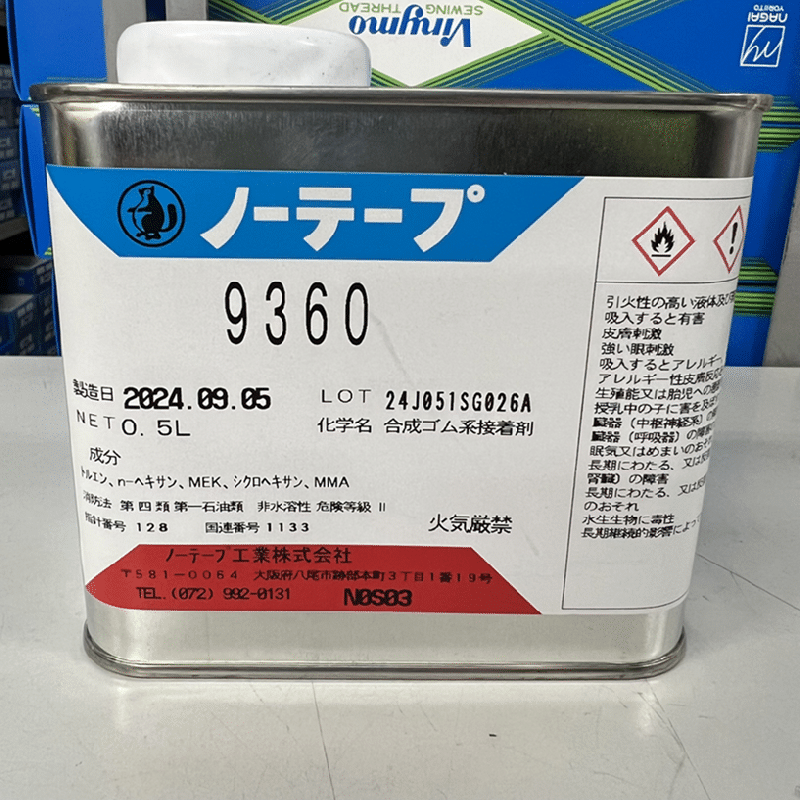 Vinymo
SEWING THREAD
NAGAI
YORIITO
ノーテープ
9360
製造日 2024.09.05 LOT 24J051SG026A
NET 0.5L 化学名 合成ゴム系接着剤
成分
トルエン、n-ヘキサン、MEK、シクロヘキサン、MMA
消防法 第四類第一石油類 非水溶性 危険等級 II
指針番号 128 国連番号 1133 火気厳禁
ノーテープ工業株式会社
〒581-0064 大阪府八尾市跡部本町3丁目1番19号
TEL.(072) 992-0131 N0S03
引火性の高い液体及び
吸入すると有害
皮膚刺激
強い眼刺激
吸入するとアレルギー、
アレルギー性皮膚反応
生殖能又は胎児への
授乳中の子に害を及ぼ
臓器（中枢神経系）の
臓器（呼吸器）の障害
眠気又はめまいのおそれ
長期にわたる、又は反
腎臓）の障害
長期にわたる、又は
のおそれ
水生生物に毒性
長期継続的影響によっ